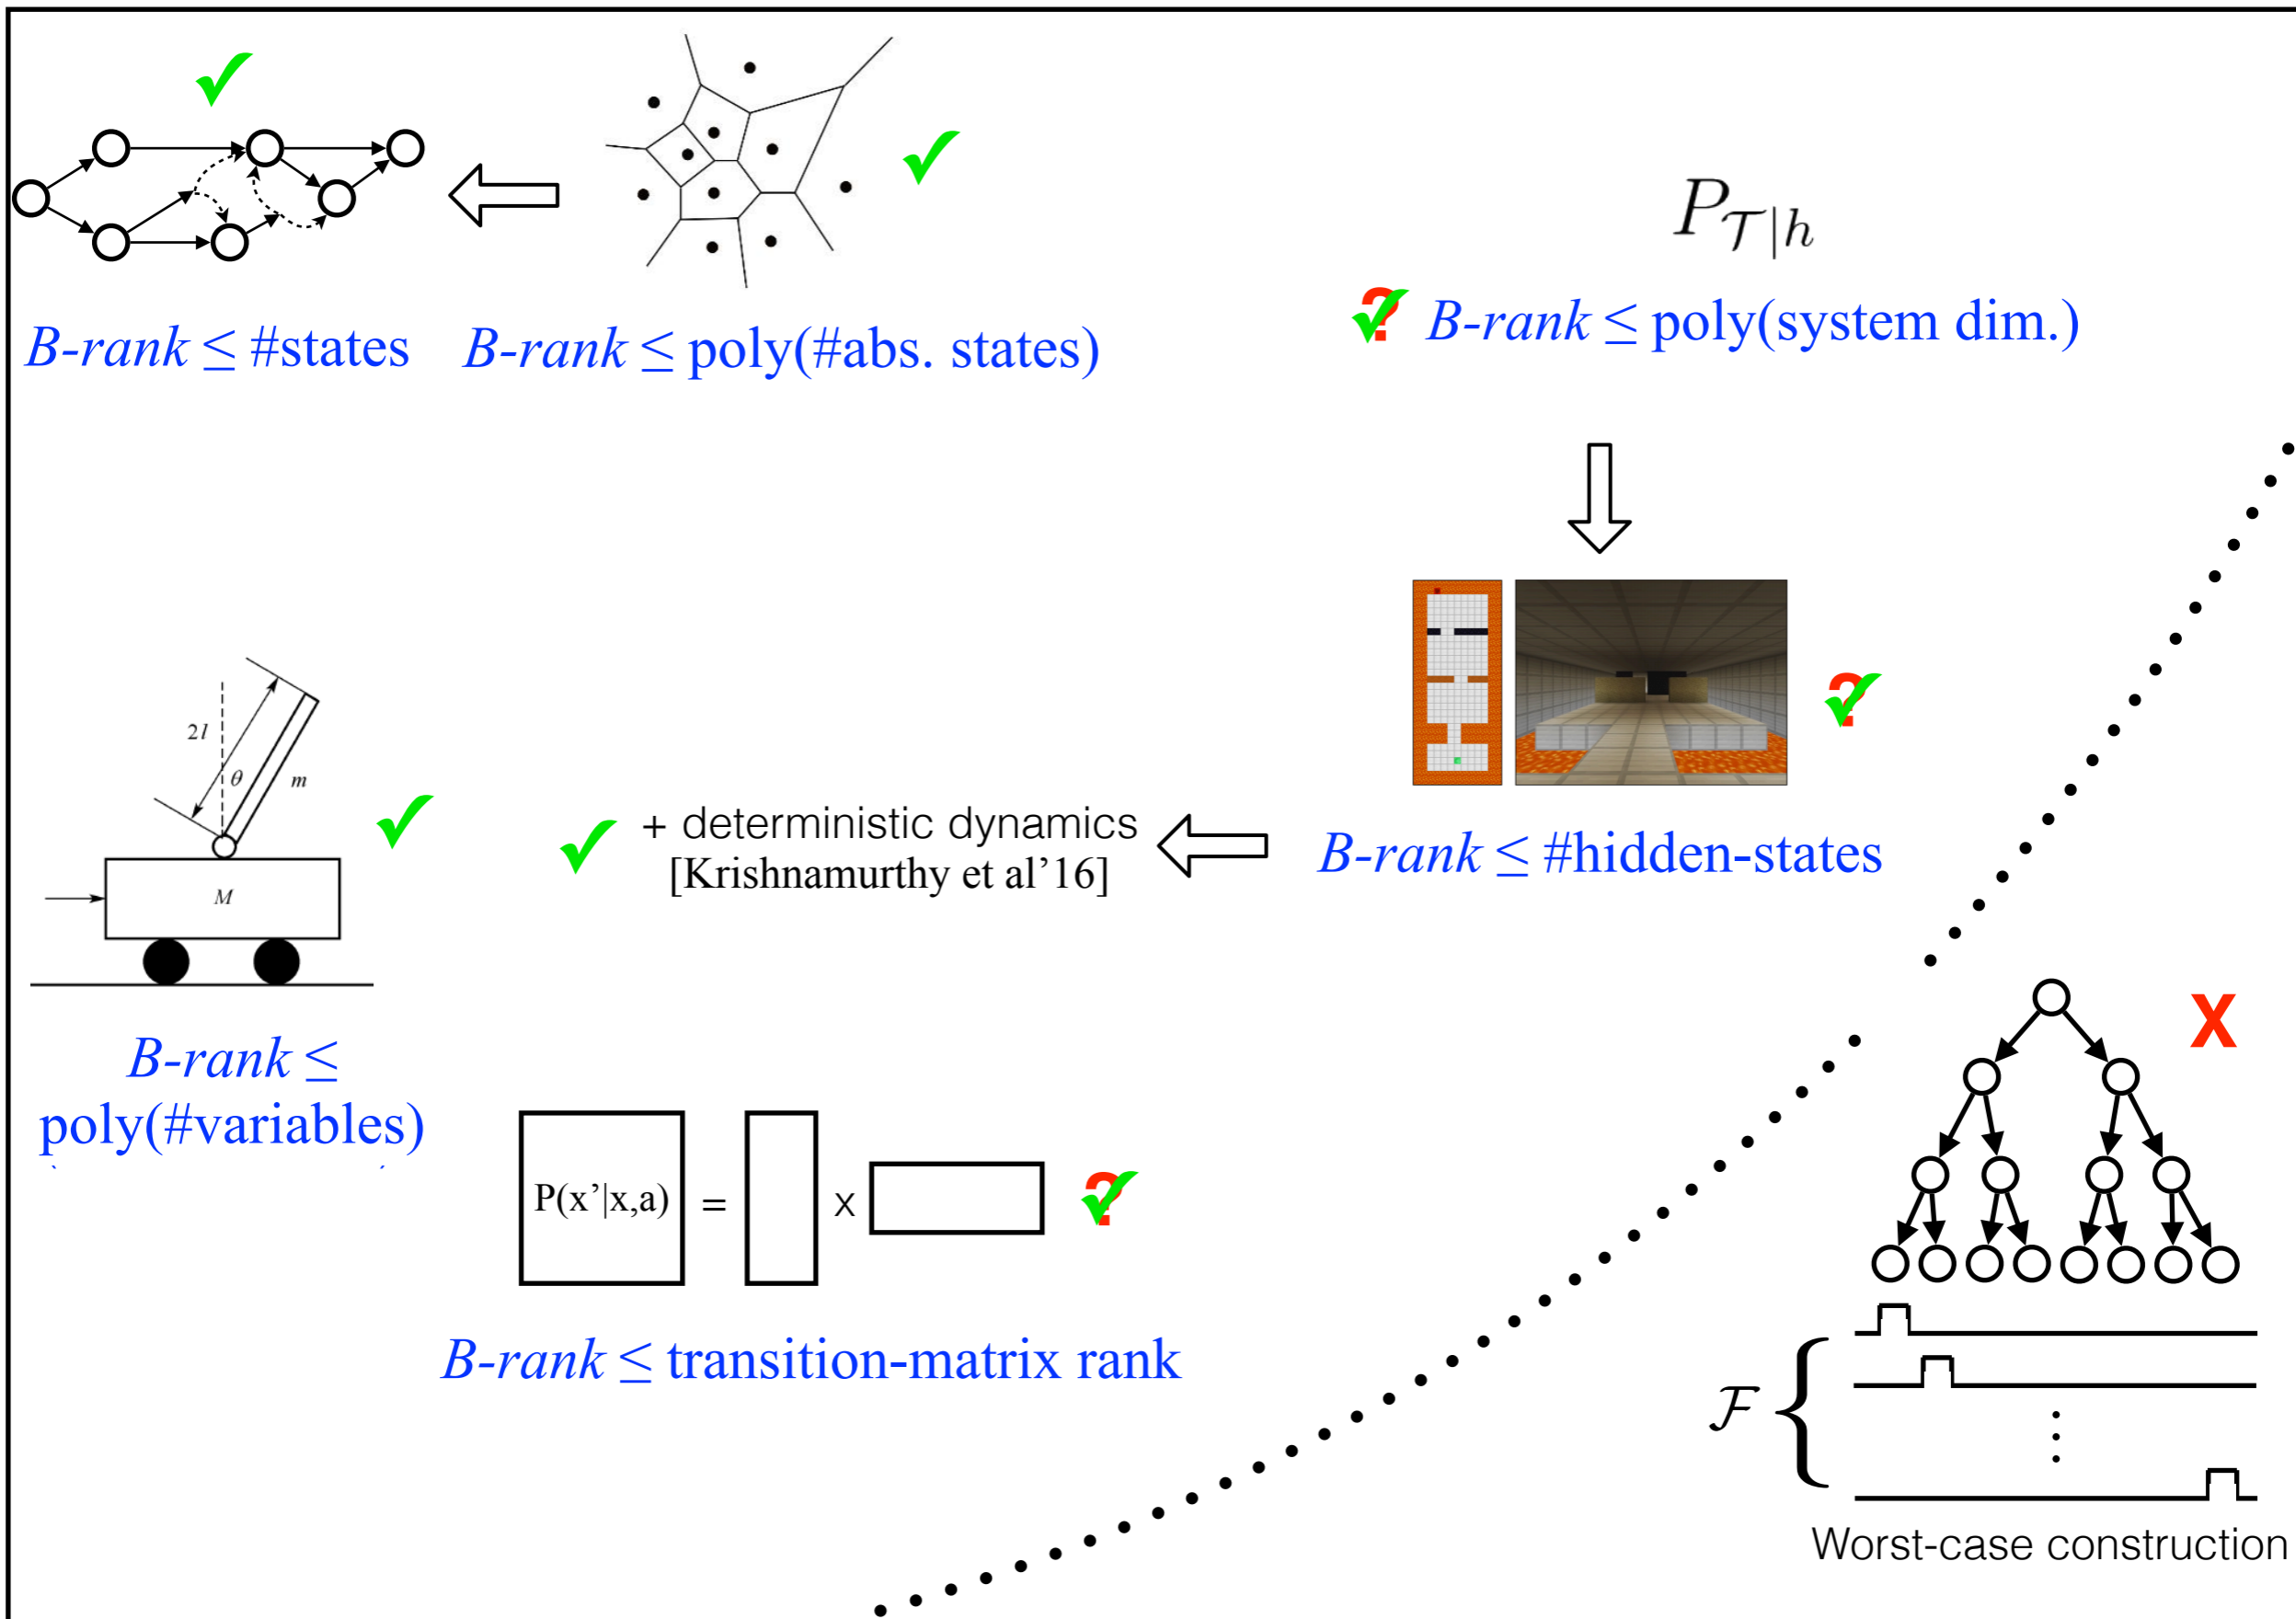 B-rank ≤ #states
B-rank ≤ poly(#abs. states)
P_{𝒯|h}
? B-rank ≤ poly(system dim.)
2l
θ
m
M
B-rank ≤
poly(#variables)
+ deterministic dynamics
[Krishnamurthy et al'16]
?
B-rank ≤ #hidden-states
P(x'|x,a) = x ?
B-rank ≤ transition-matrix rank
X
ℱ {
Worst-case construction